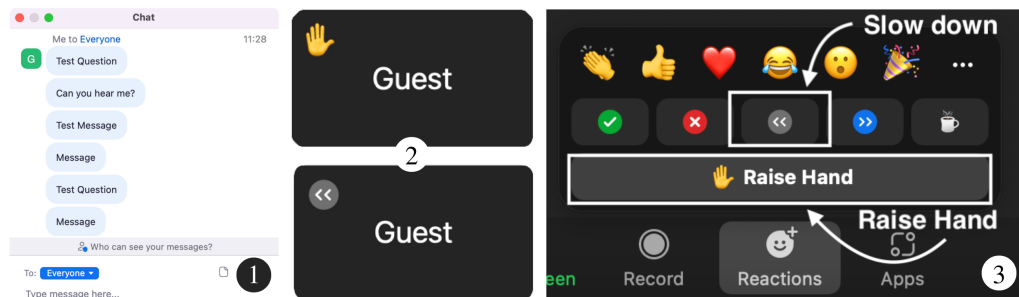 Chat
Me to Everyone 11:28
G
Test Question
Can you hear me?
Test Message
Message
Test Question
Message
Who can see your messages?
To: Everyone
Type message here...
1
Guest
2
Guest
Slow down
Raise Hand
Raise Hand
een
Record
Reactions
Apps
3